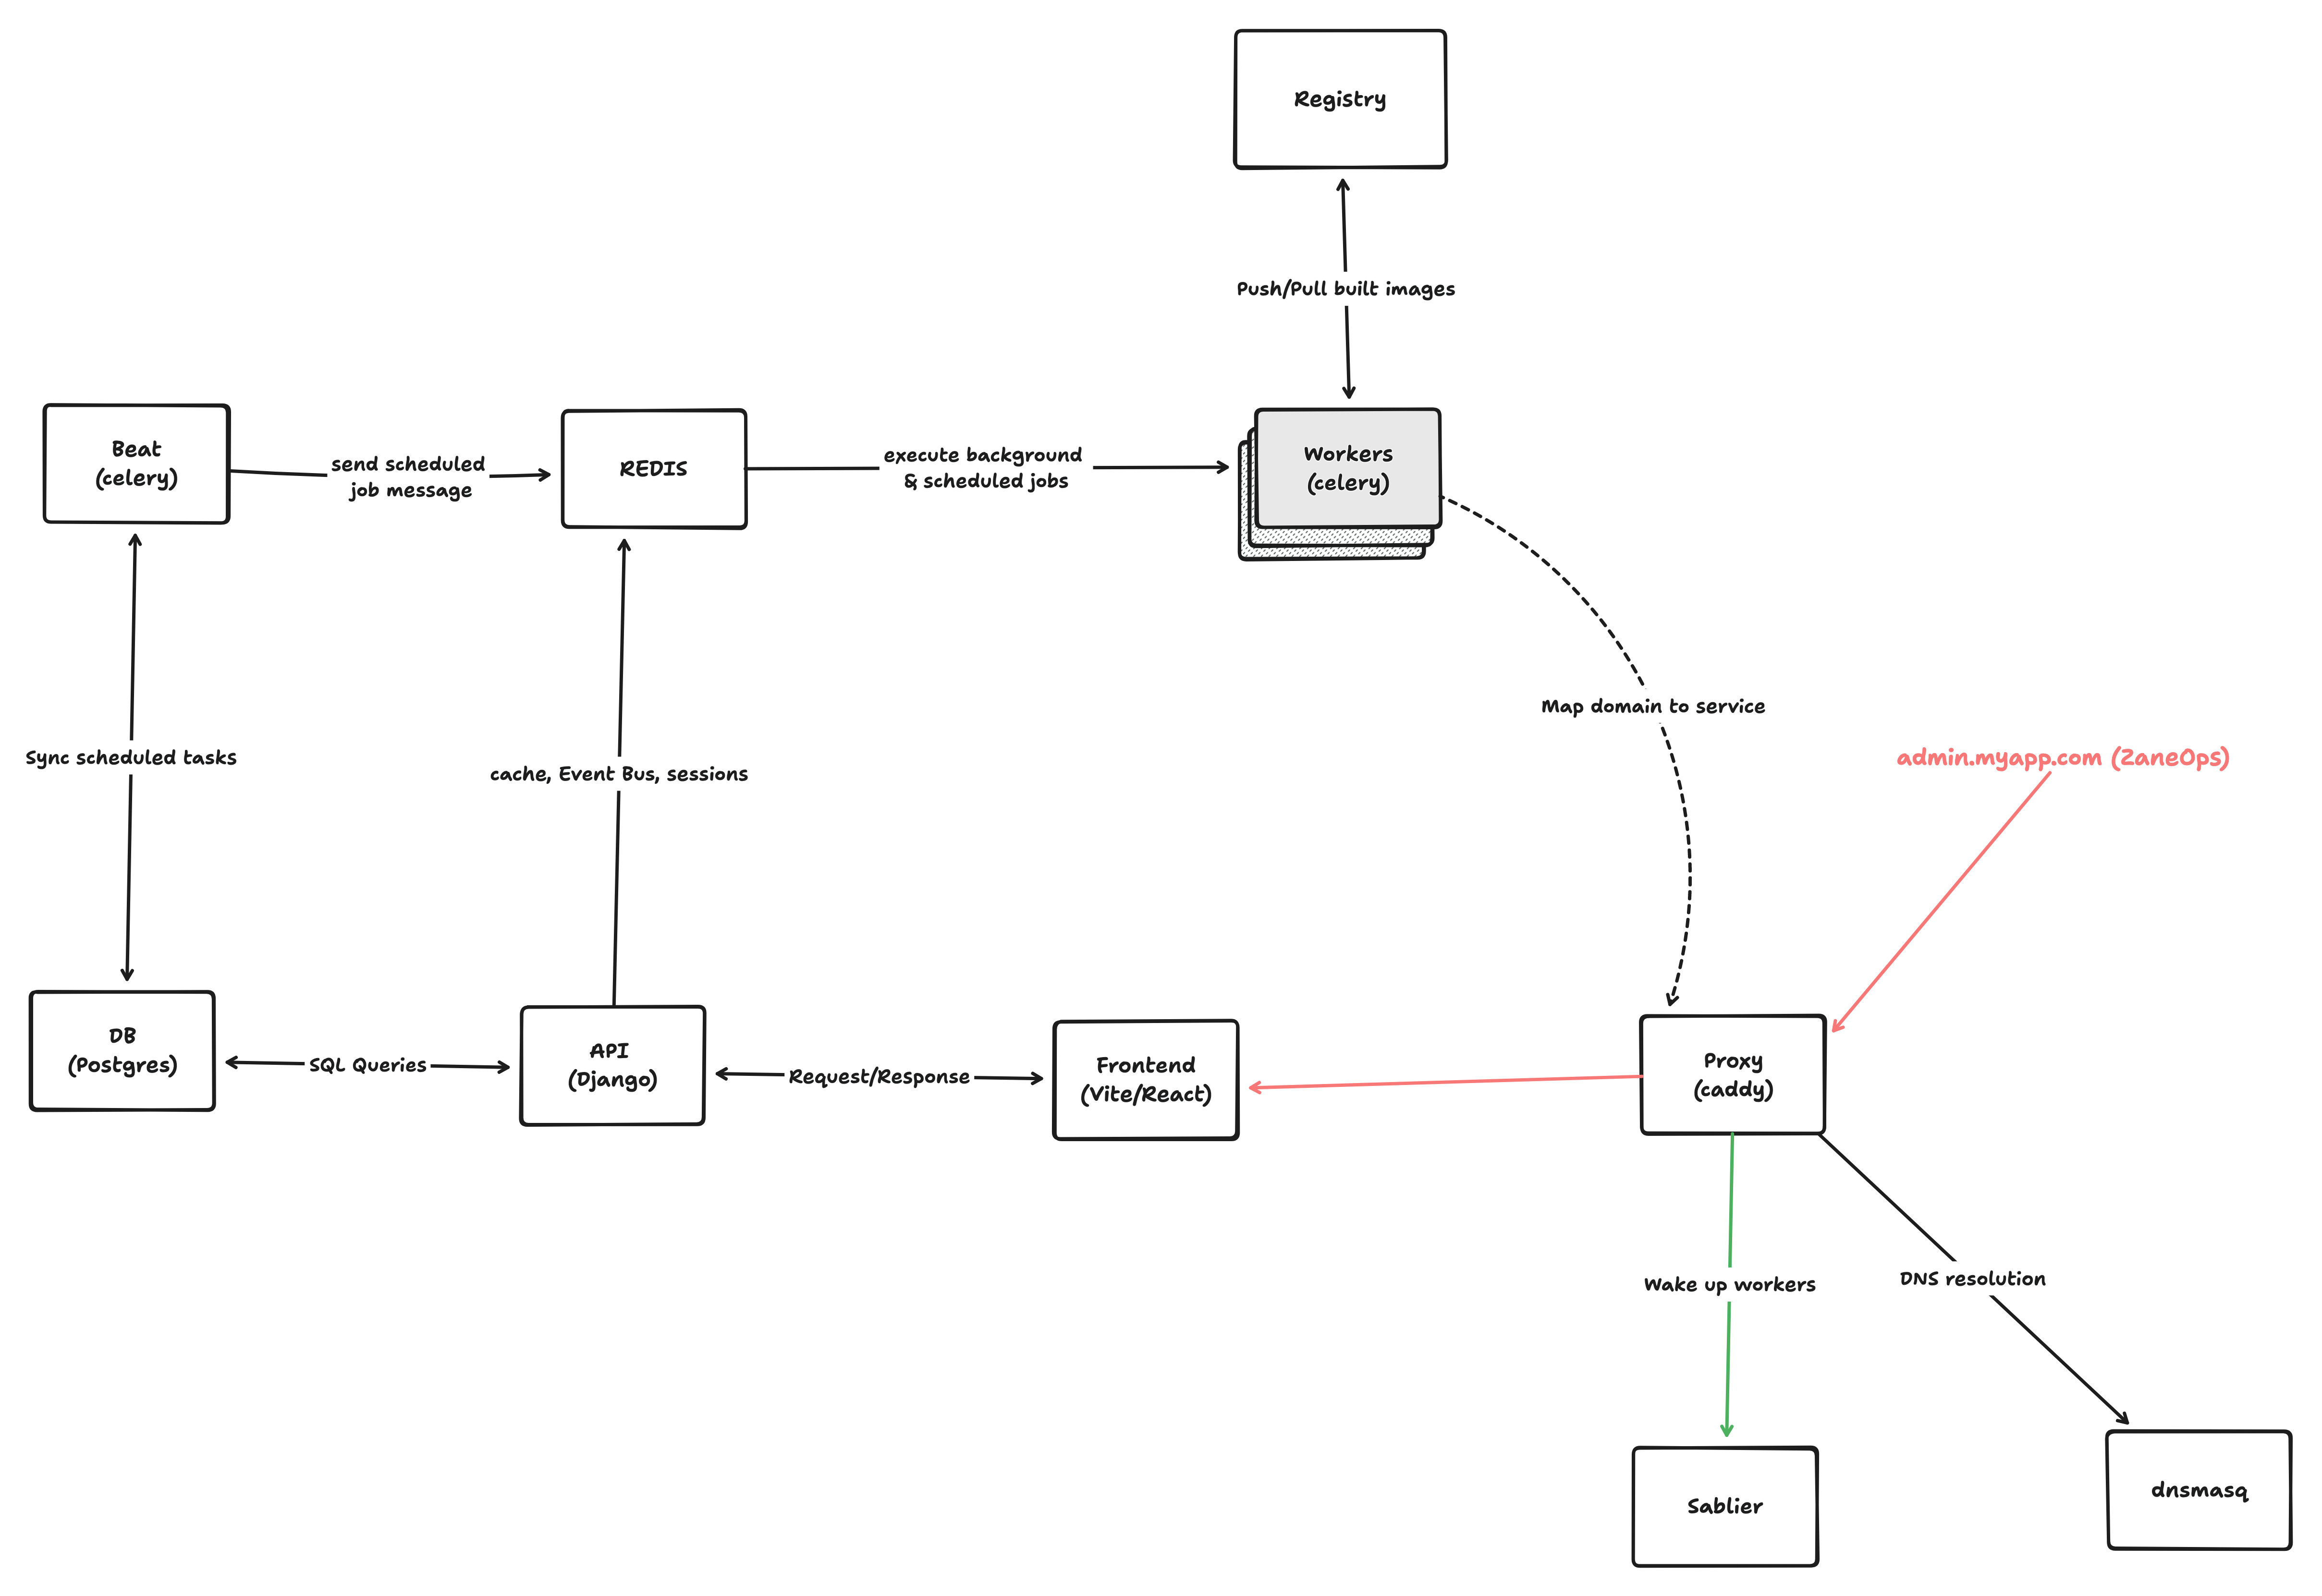 Registry
Push/Pull built images
Beat
(celery)
send scheduled
job message
REDIS
execute background
& scheduled jobs
Workers
(celery)
Map domain to service
Sync scheduled tasks
cache, Event Bus, sessions
admin.myapp.com (ZaneOps)
DB
(Postgres)
SQL Queries
API
(Django)
Request/Response
Frontend
(Vite/React)
Proxy
(caddy)
Wake up workers
DNS resolution
Sablier
dnsmasq